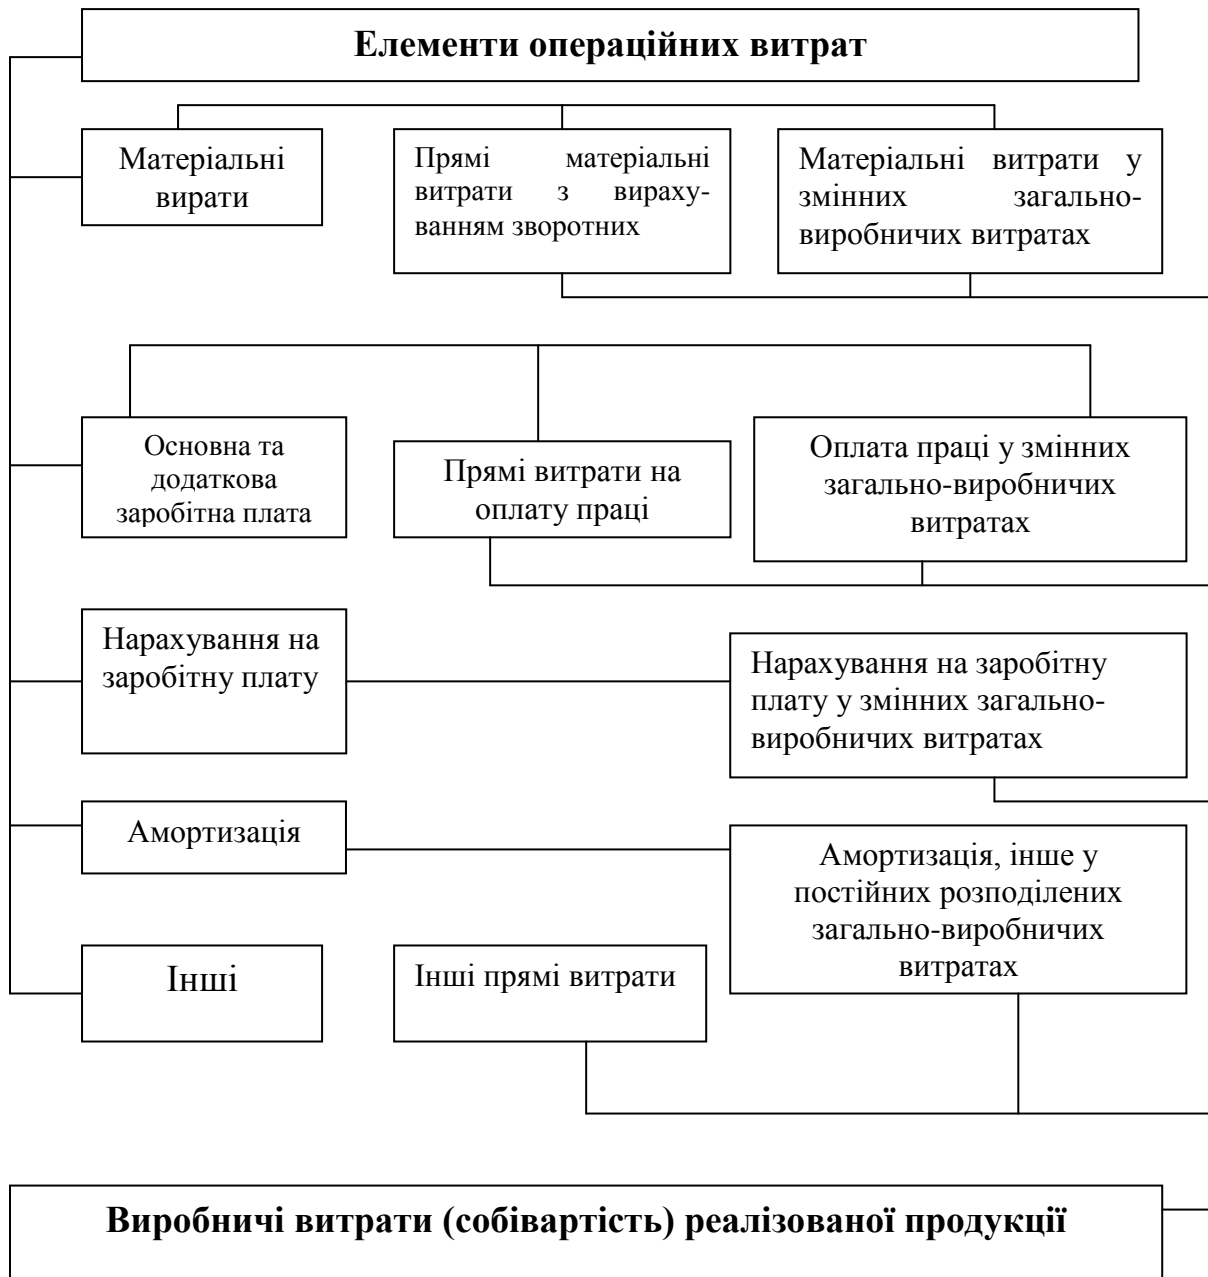 Елементи операційних витрат
Матеріальні
вирати
Прямі матеріальні
витрати з вираху-
ванням зворотних
Матеріальні витрати у
змінних загально-
виробничих витратах
Основна та
додаткова
заробітна плата
Прямі витрати на
оплату праці
Оплата праці у змінних
загально-виробничих
витратах
Нарахування на
заробітну плату
Нарахування на заробітну
плату у змінних загально-
виробничих витратах
Амортизація
Амортизація, інше у
постійних розподілених
загально-виробничих
витратах
Інші
Інші прямі витрати
Виробничі витрати (собівартість) реалізованої продукції